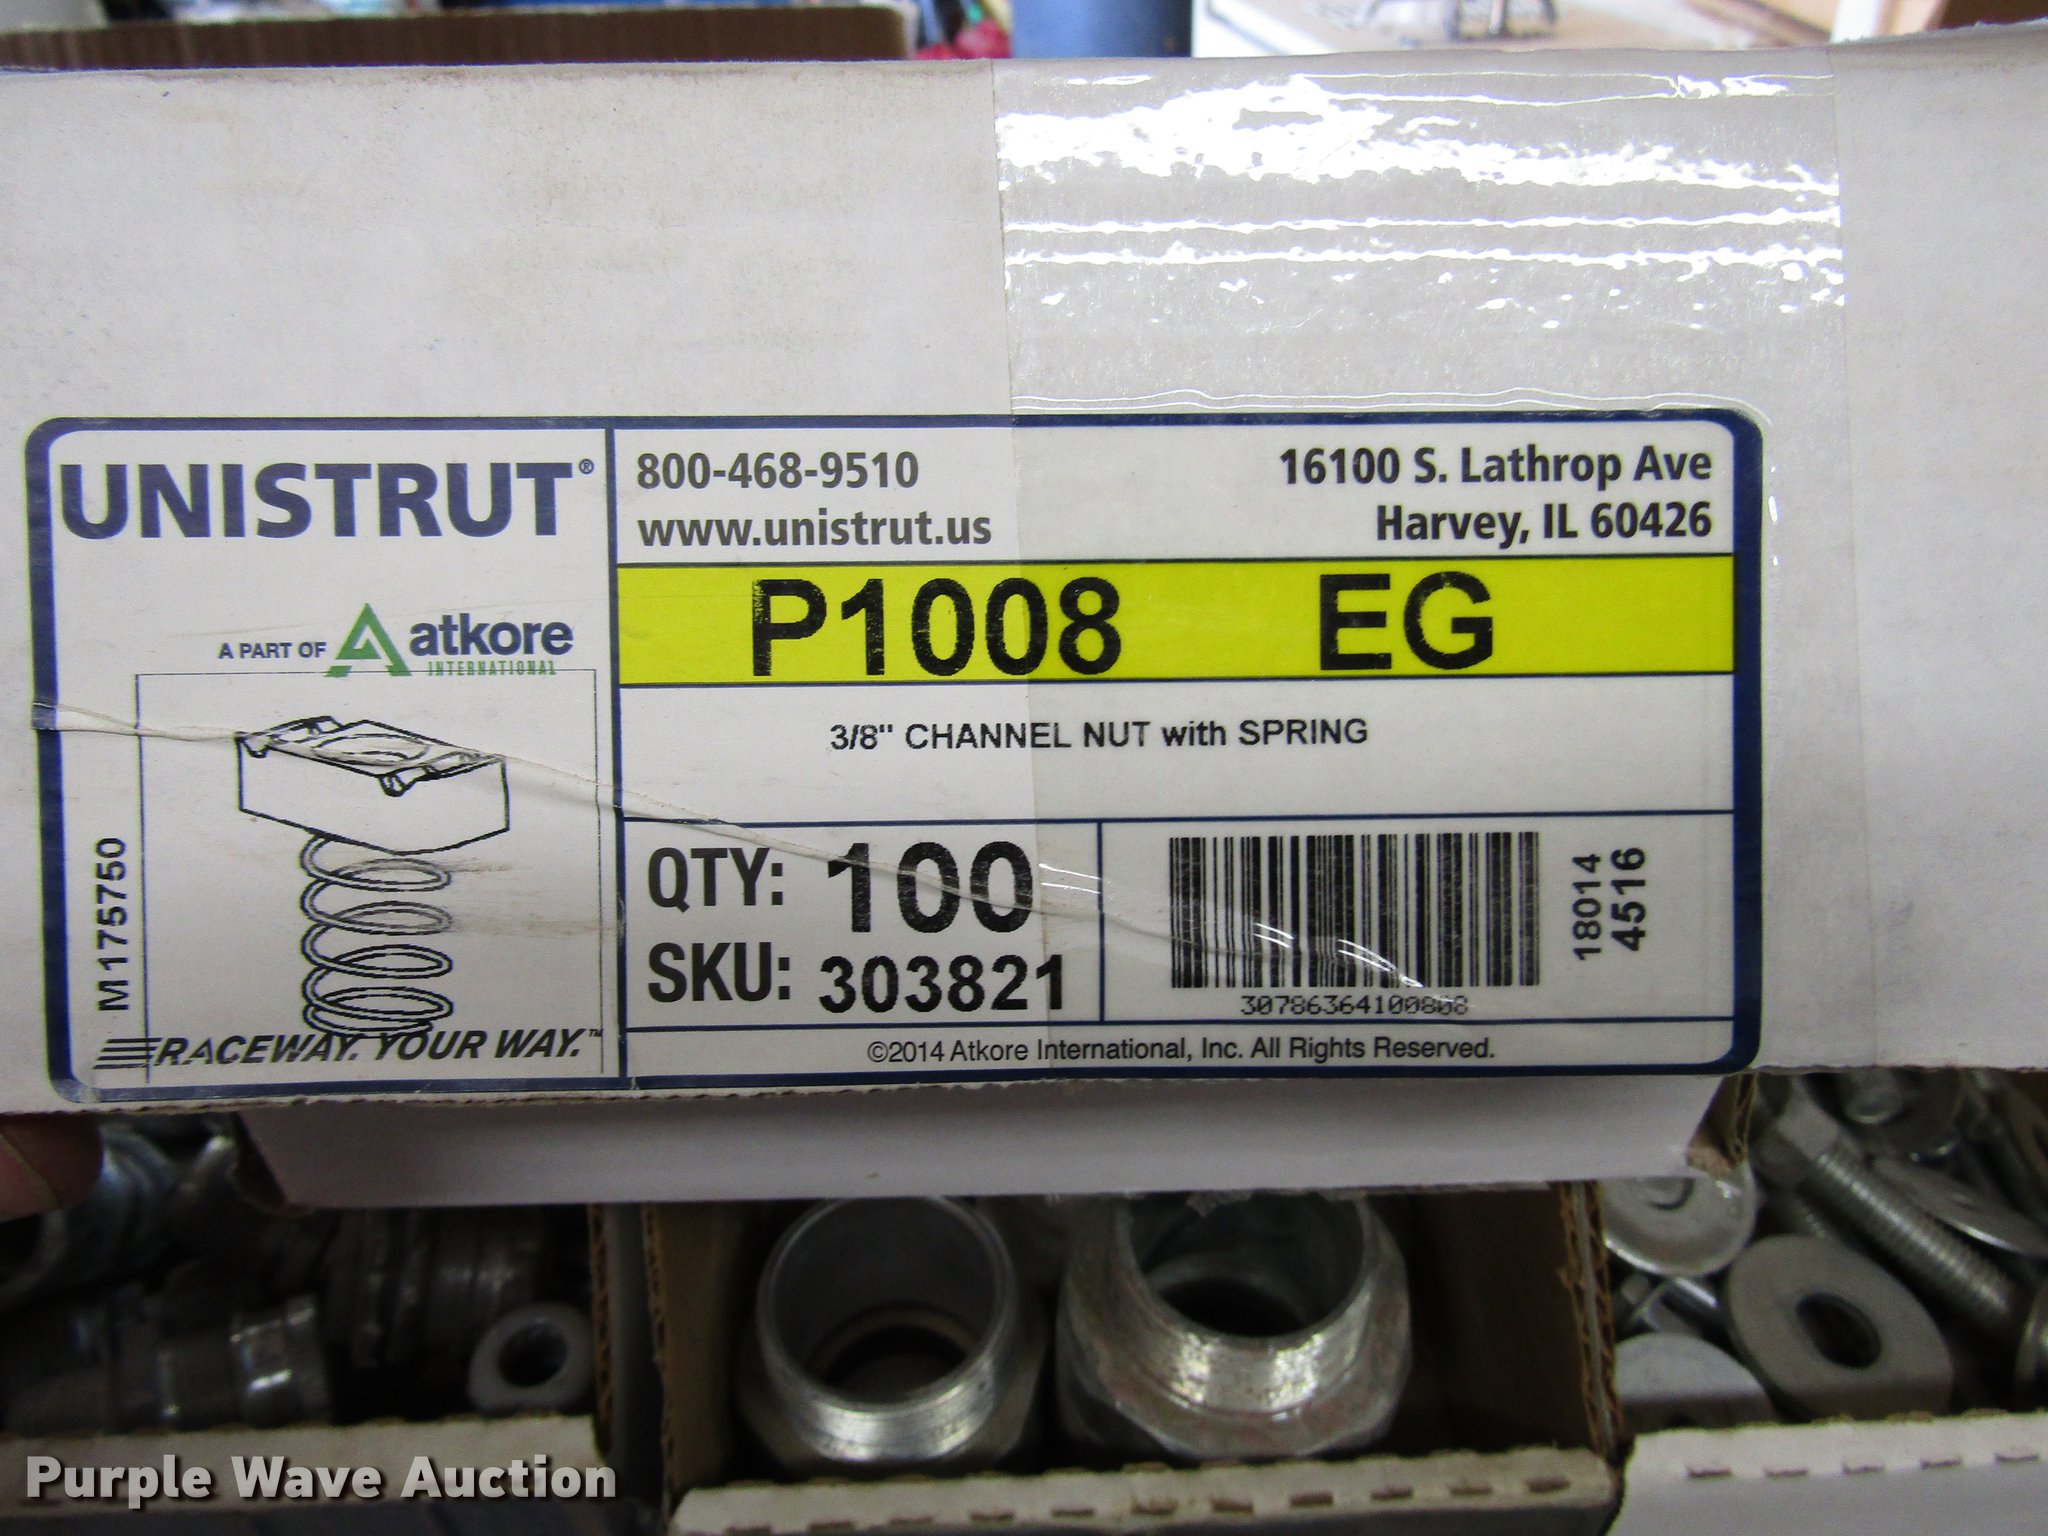 UNISTRUT®
A PART OF atkore
INTERNATIONAL
M175750
RACEWAY. YOUR WAY.™
800-468-9510
www.unistrut.us
16100 S. Lathrop Ave
Harvey, IL 60426
P1008 EG
3/8" CHANNEL NUT with SPRING
QTY: 100
SKU: 303821
30786364100808
18014
4516
©2014 Atkore International, Inc. All Rights Reserved.
Purple Wave Auction